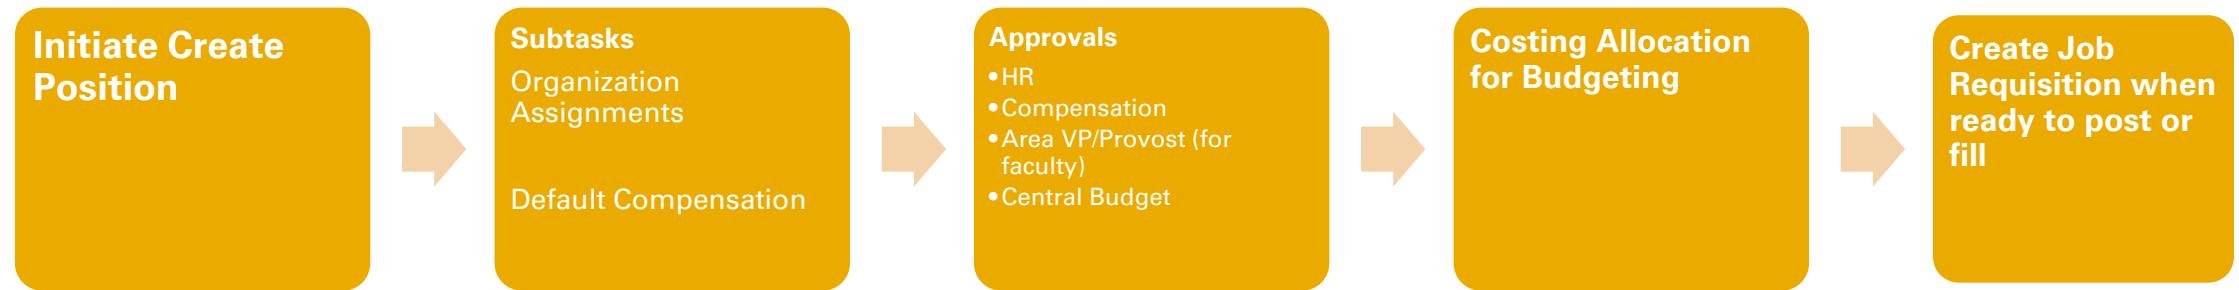 Initiate Create
Position
Subtasks
Organization
Assignments
Default Compensation
Approvals
•HR
•Compensation
•Area VP/Provost (for
faculty)
•Central Budget
Costing Allocation
for Budgeting
Create Job
Requisition when
ready to post or
fill